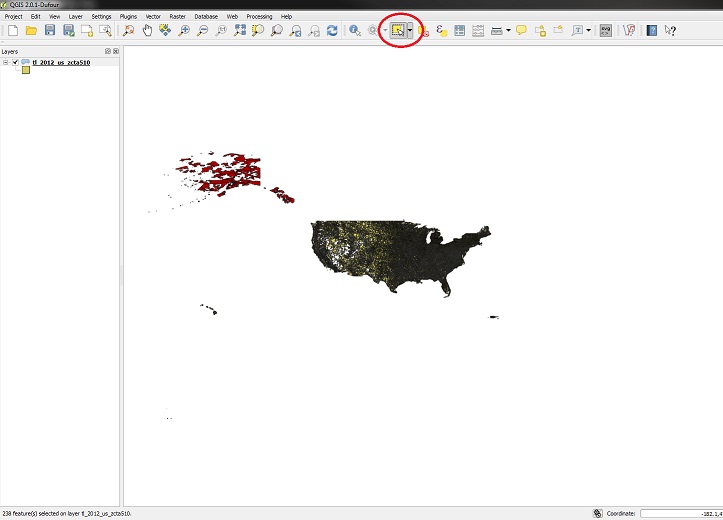 QGIS 2.0.1-Dufour
Project Edit View Layer Settings Plugins Vector Raster Database Web Processing Help
Layers
tl_2012_us_zcta510
238 feature(s) selected on layer tl_2012_us_zcta510.
Coordinate: -182.1,4